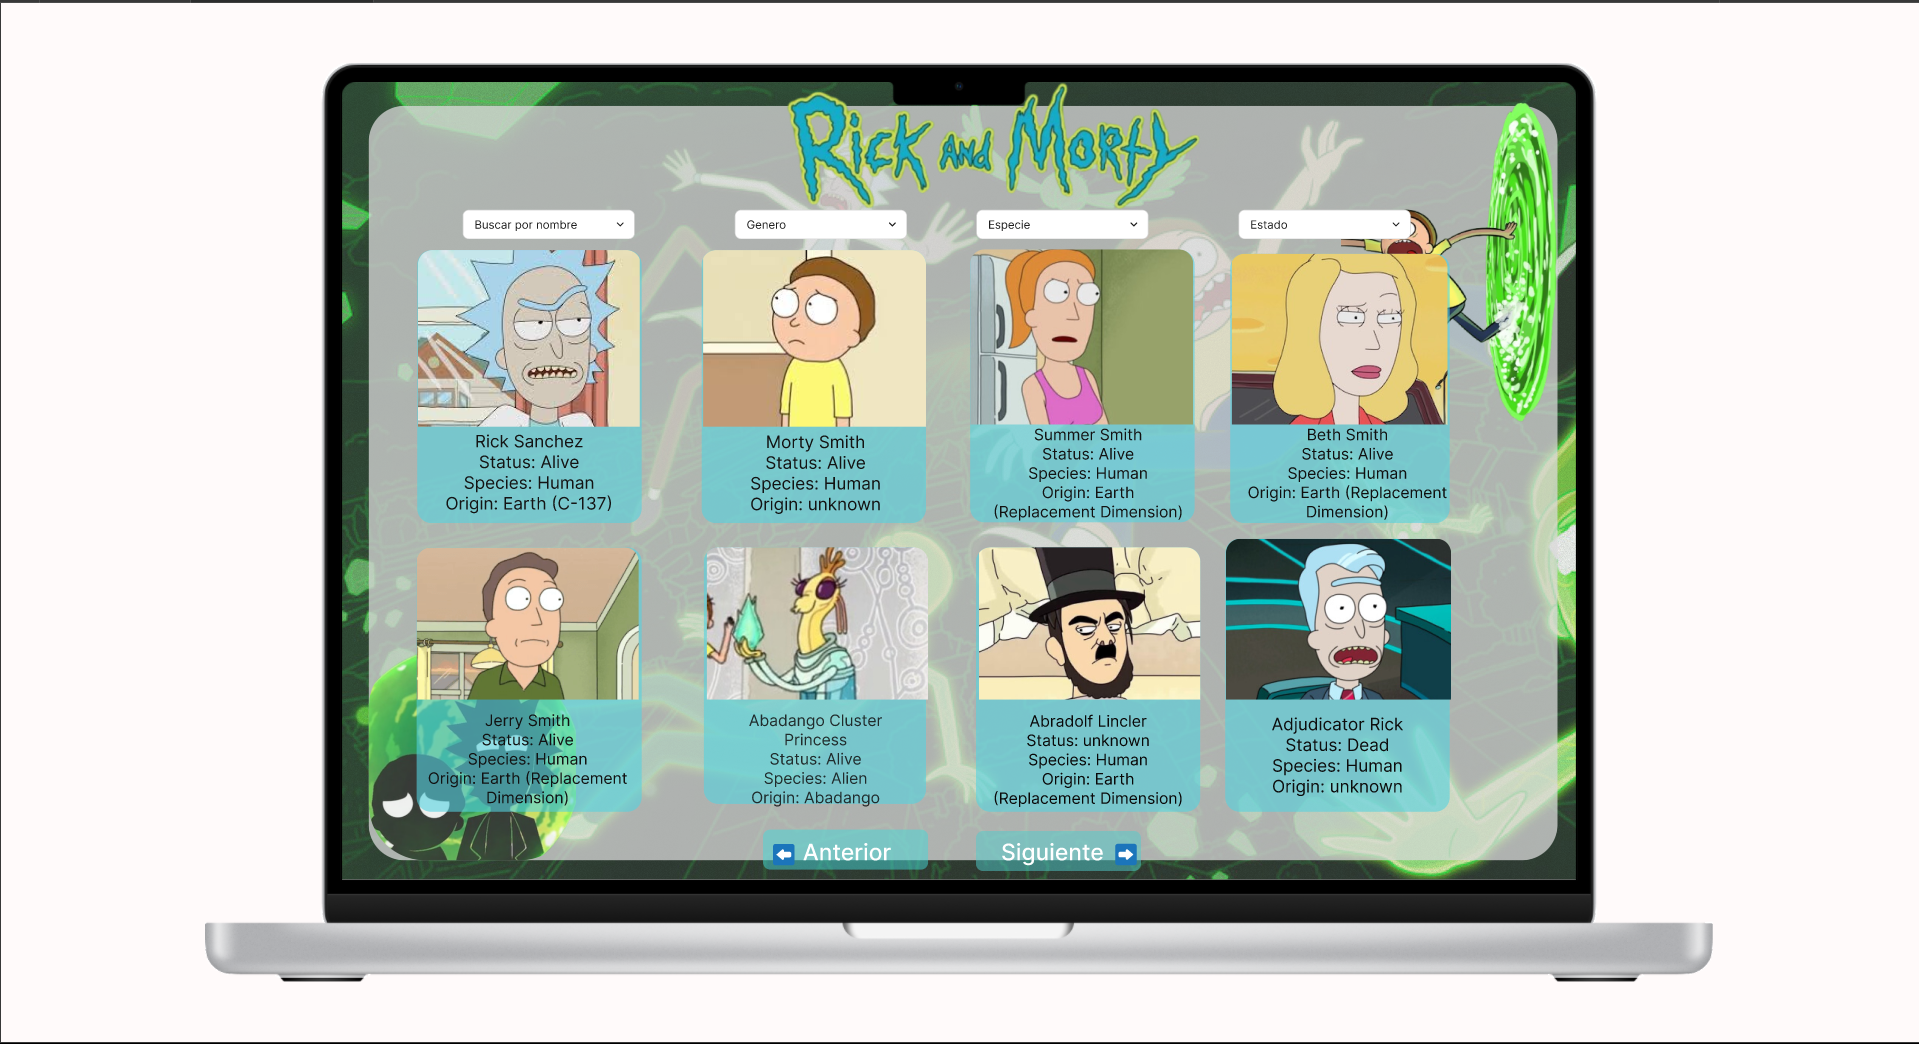 Rick and Morty
Buscar por nombre
Genero
Especie
Estado
Rick Sanchez
Status: Alive
Species: Human
Origin: Earth (C-137)
Morty Smith
Status: Alive
Species: Human
Origin: unknown
Summer Smith
Status: Alive
Species: Human
Origin: Earth
(Replacement Dimension)
Beth Smith
Status: Alive
Species: Human
Origin: Earth (Replacement
Dimension)
Jerry Smith
Status: Alive
Species: Human
Origin: Earth (Replacement
Dimension)
Abadango Cluster
Princess
Status: Alive
Species: Alien
Origin: Abadango
Abradolf Lincler
Status: unknown
Species: Human
Origin: Earth
(Replacement Dimension)
Adjudicator Rick
Status: Dead
Species: Human
Origin: unknown
Anterior
Siguiente